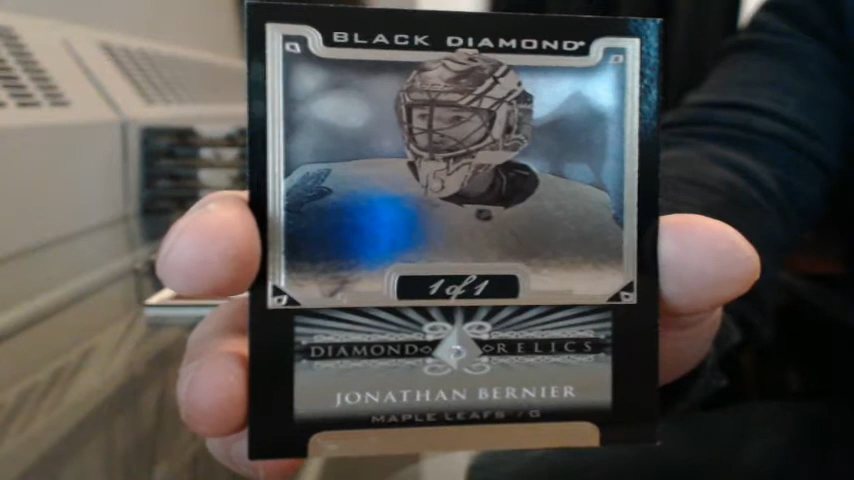 BLACK DIAMOND
1 of 1
DIAMOND RELICS
JONATHAN BERNIER
MAPLE LEAFS / G